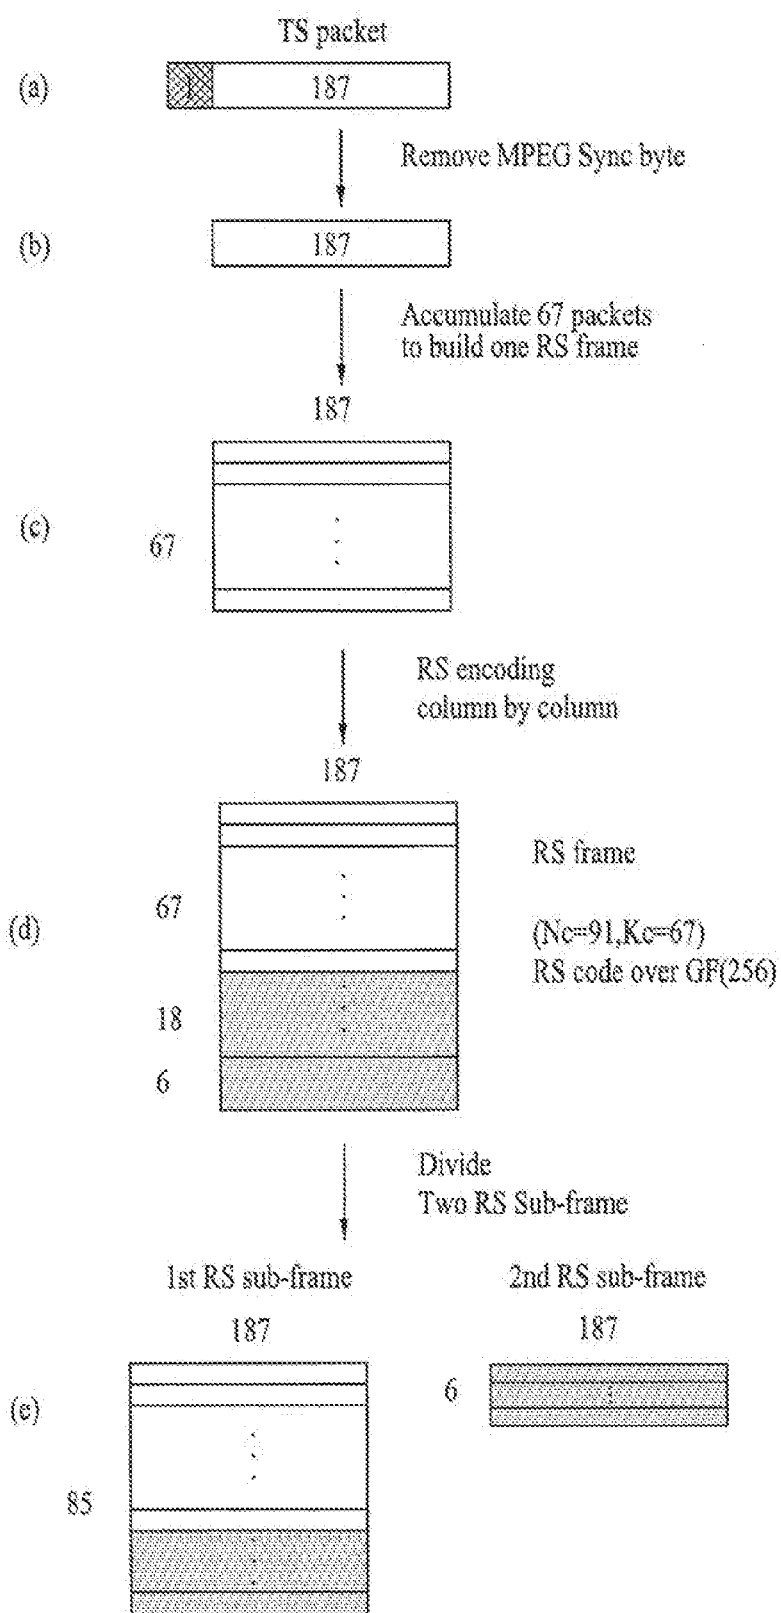 TS packet
(a)
1
187
Remove MPEG Sync byte
(b)
187
Accumulate 67 packets
to build one RS frame
187
(c)
67
RS encoding
column by column
187
(d)
67
18
6
RS frame
(Nc=91,Kc=67)
RS code over GF(256)
Divide
Two RS Sub-frame
1st RS sub-frame
2nd RS sub-frame
187
187
(e)
6
85